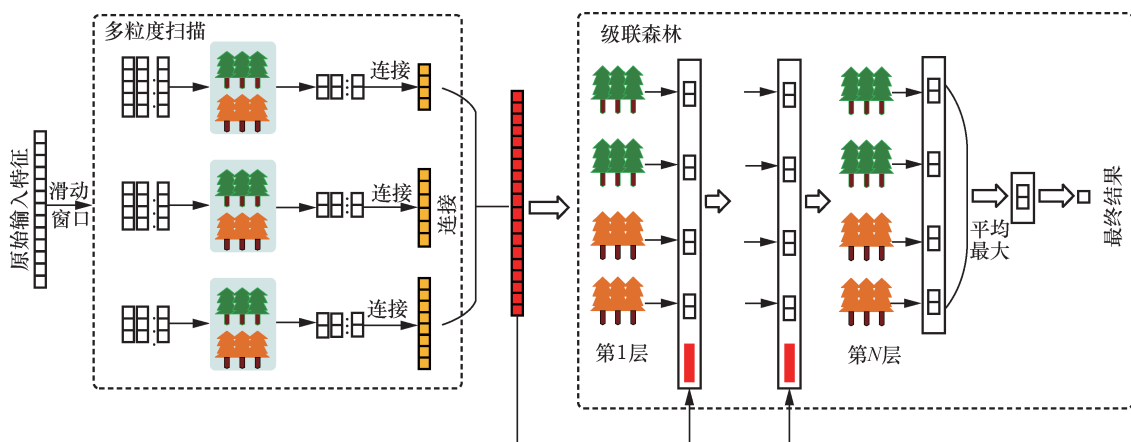 多粒度扫描
原始输入特征
滑动
窗口
连接
连接
连接
连接
级联森林
第1层
第N层
平均
最大
最终结果